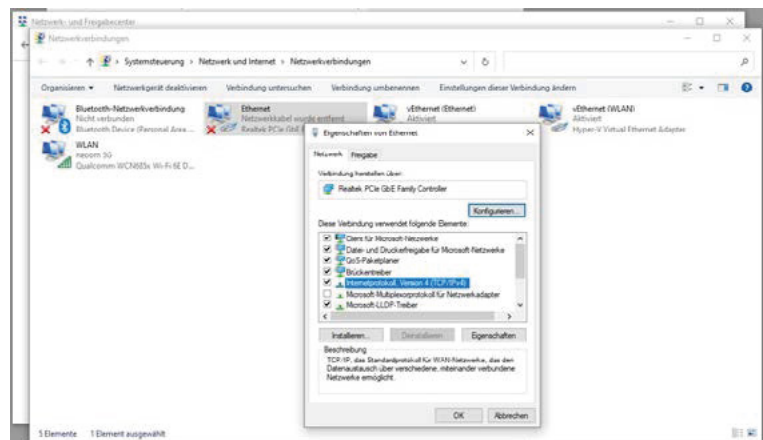 Netzwerk- und Freigabecenter
Netzwerkverbindungen
Systemsteuerung › Netzwerk und Internet › Netzwerkverbindungen
Organisieren Netzwerkgerät deaktivieren Verbindung untersuchen Verbindung umbenennen Einstellungen dieser Verbindung ändern
Bluetooth-Netzwerkverbindung
Nicht verbunden
Bluetooth Device (Personal Area ...
Ethernet
Netzwerkkabel wurde entfernt
Realtek PCIe GbE
vEthernet (Ethernet)
Aktiviert
vEthernet (WLAN)
Aktiviert
Hyper-V Virtual Ethernet Adapter
WLAN
5G
Qualcomm WCN685x Wi-Fi 6E D...
Eigenschaften von Ethernet
Netzwerk Freigabe
Verbindung herstellen über:
Realtek PCIe GbE Family Controller
Konfigurieren...
Diese Verbindung verwendet folgende Elemente:
Client für Microsoft-Netzwerke
Datei- und Druckerfreigabe für Microsoft-Netzwerke
QoS-Paketplaner
Brückentreiber
Internetprotokoll, Version 4 (TCP/IPv4)
Microsoft-Multiplexorprotokoll für Netzwerkadapter
Microsoft-LLDP-Treiber
Installieren... Deinstallieren Eigenschaften
Beschreibung
TCP/IP, das Standardprotokoll für WAN-Netzwerke, das den
Datenaustausch über verschiedene, miteinander verbundene
Netzwerke ermöglicht.
OK Abbrechen
5 Elemente 1 Element ausgewählt